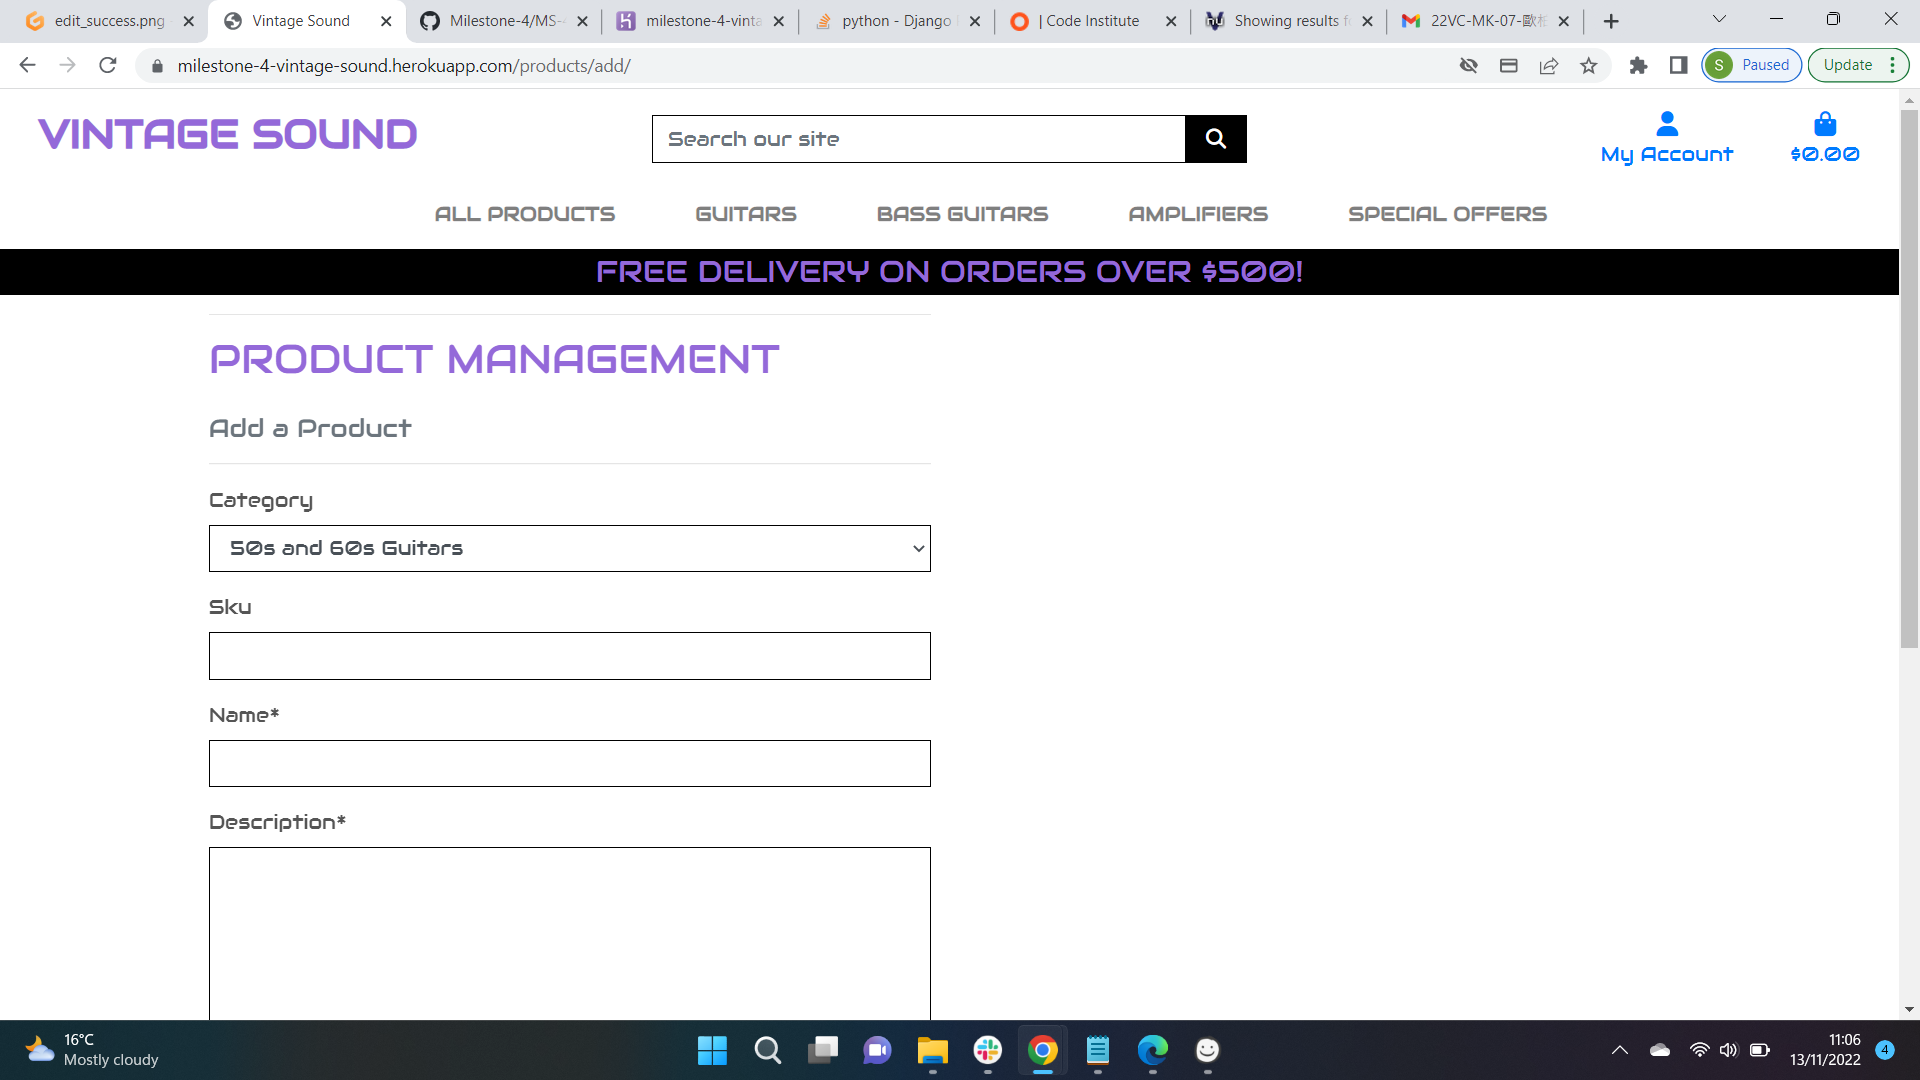 edit_success.png
Vintage Sound
Milestone-4/MS-4
milestone-4-vinta
python - Django
| Code Institute
Showing results f
22VC-MK-07-歐
milestone-4-vintage-sound.herokuapp.com/products/add/
S Paused
Update
VINTAGE SOUND
Search our site
My Account
$0.00
ALL PRODUCTS
GUITARS
BASS GUITARS
AMPLIFIERS
SPECIAL OFFERS
FREE DELIVERY ON ORDERS OVER $500!
PRODUCT MANAGEMENT
Add a Product
Category
50s and 60s Guitars
Sku
Name*
Description*
16°C
Mostly cloudy
11:06
13/11/2022
4